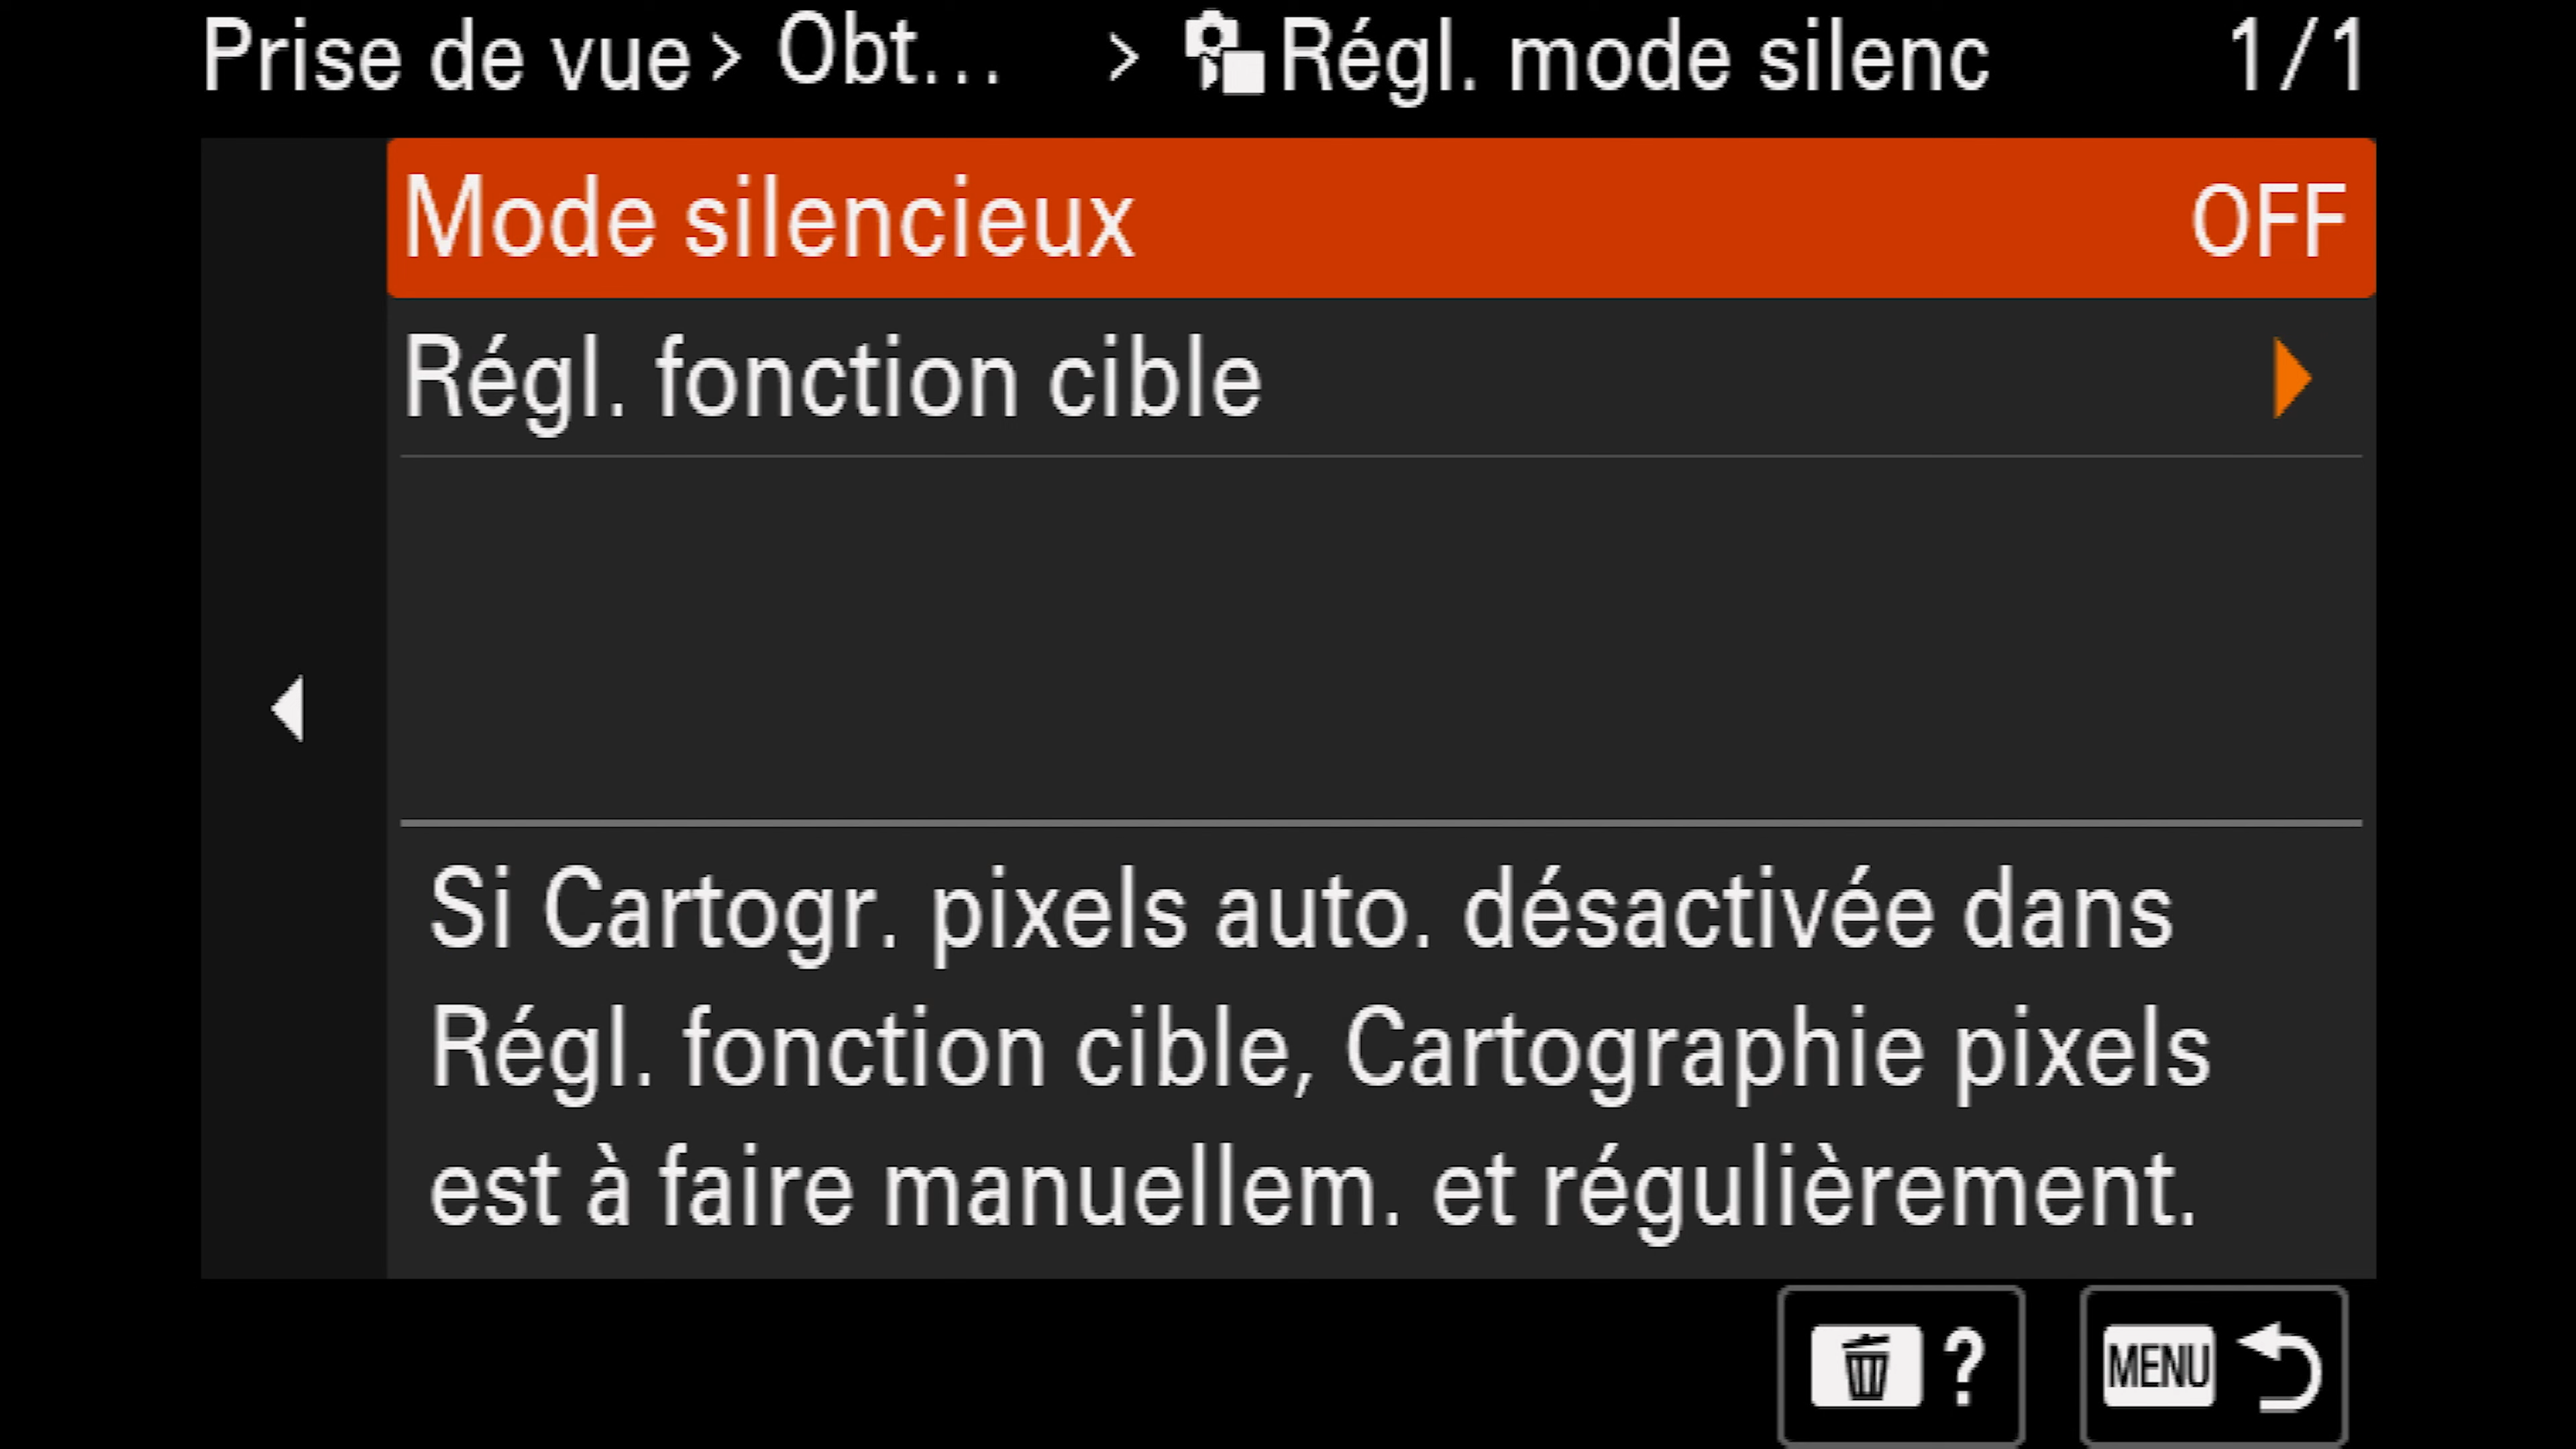 Prise de vue > Obt... > Régl. mode silenc 1/1
Mode silencieux OFF
Régl. fonction cible
Si Cartogr. pixels auto. désactivée dans
Régl. fonction cible, Cartographie pixels
est à faire manuellem. et régulièrement.
? MENU